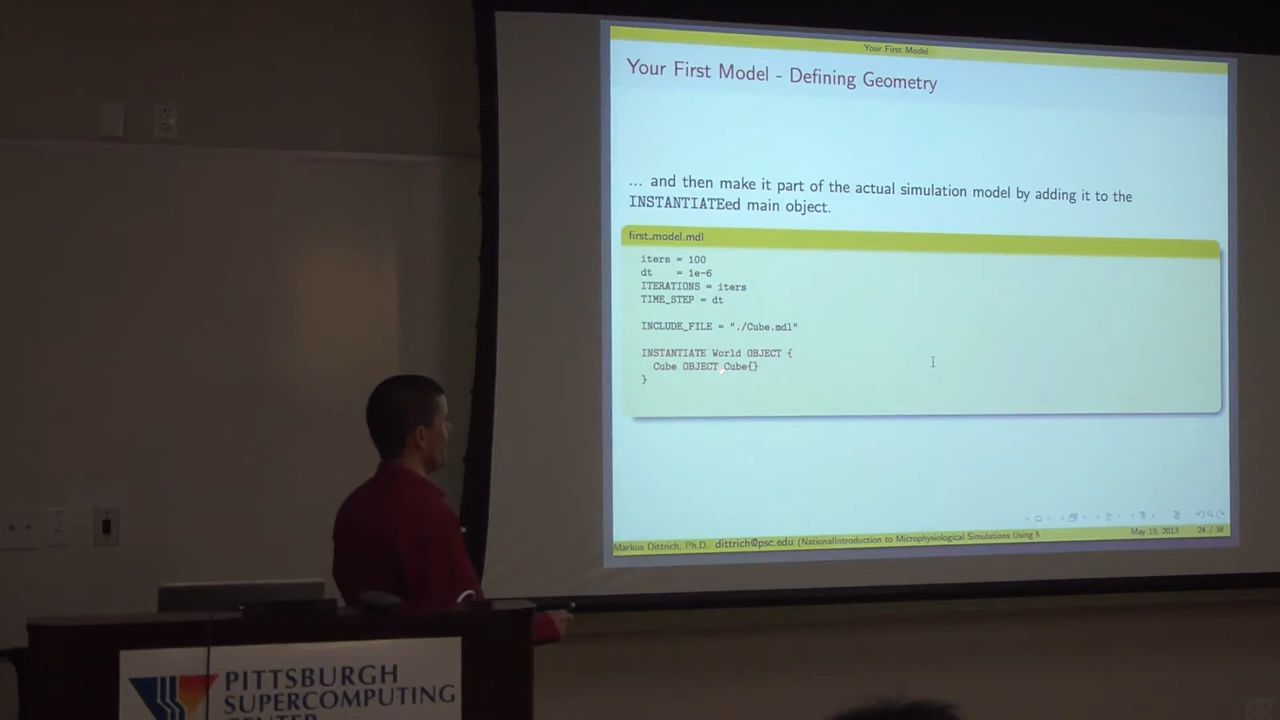 Your First Model
Your First Model - Defining Geometry
... and then make it part of the actual simulation model by adding it to the
INSTANTIATEed main object.
first_model.mdl
iters = 100
dt = 1e-6
ITERATIONS = iters
TIME_STEP = dt
INCLUDE_FILE = "./Cube.mdl"
INSTANTIATE World OBJECT {
Cube OBJECT Cube{}
}
Markus Dittrich, Ph.D. dittrich@psc.edu (NationalIntroduction to Microphysiological Simulations Using M
May 19, 2013
24 / 38
PITTSBURGH
SUPERCOMPUTING
CENTER